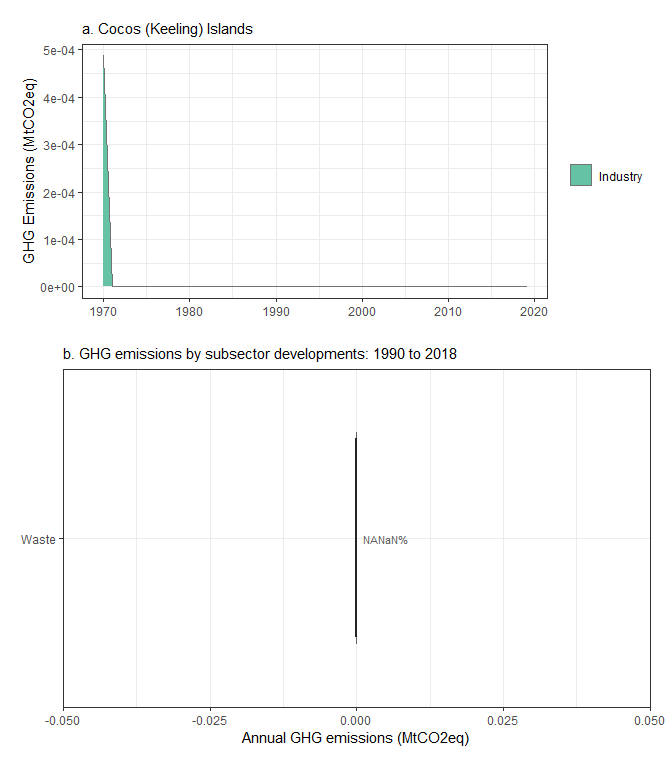 a. Cocos (Keeling) Islands
5e-04
4e-04
3e-04
2e-04
1e-04
0e+00
GHG Emissions (MtCO2eq)
1970 1980 1990 2000 2010 2020
Industry
b. GHG emissions by subsector developments: 1990 to 2018
Waste
NANaN%
-0.050 -0.025 0.000 0.025 0.050
Annual GHG emissions (MtCO2eq)